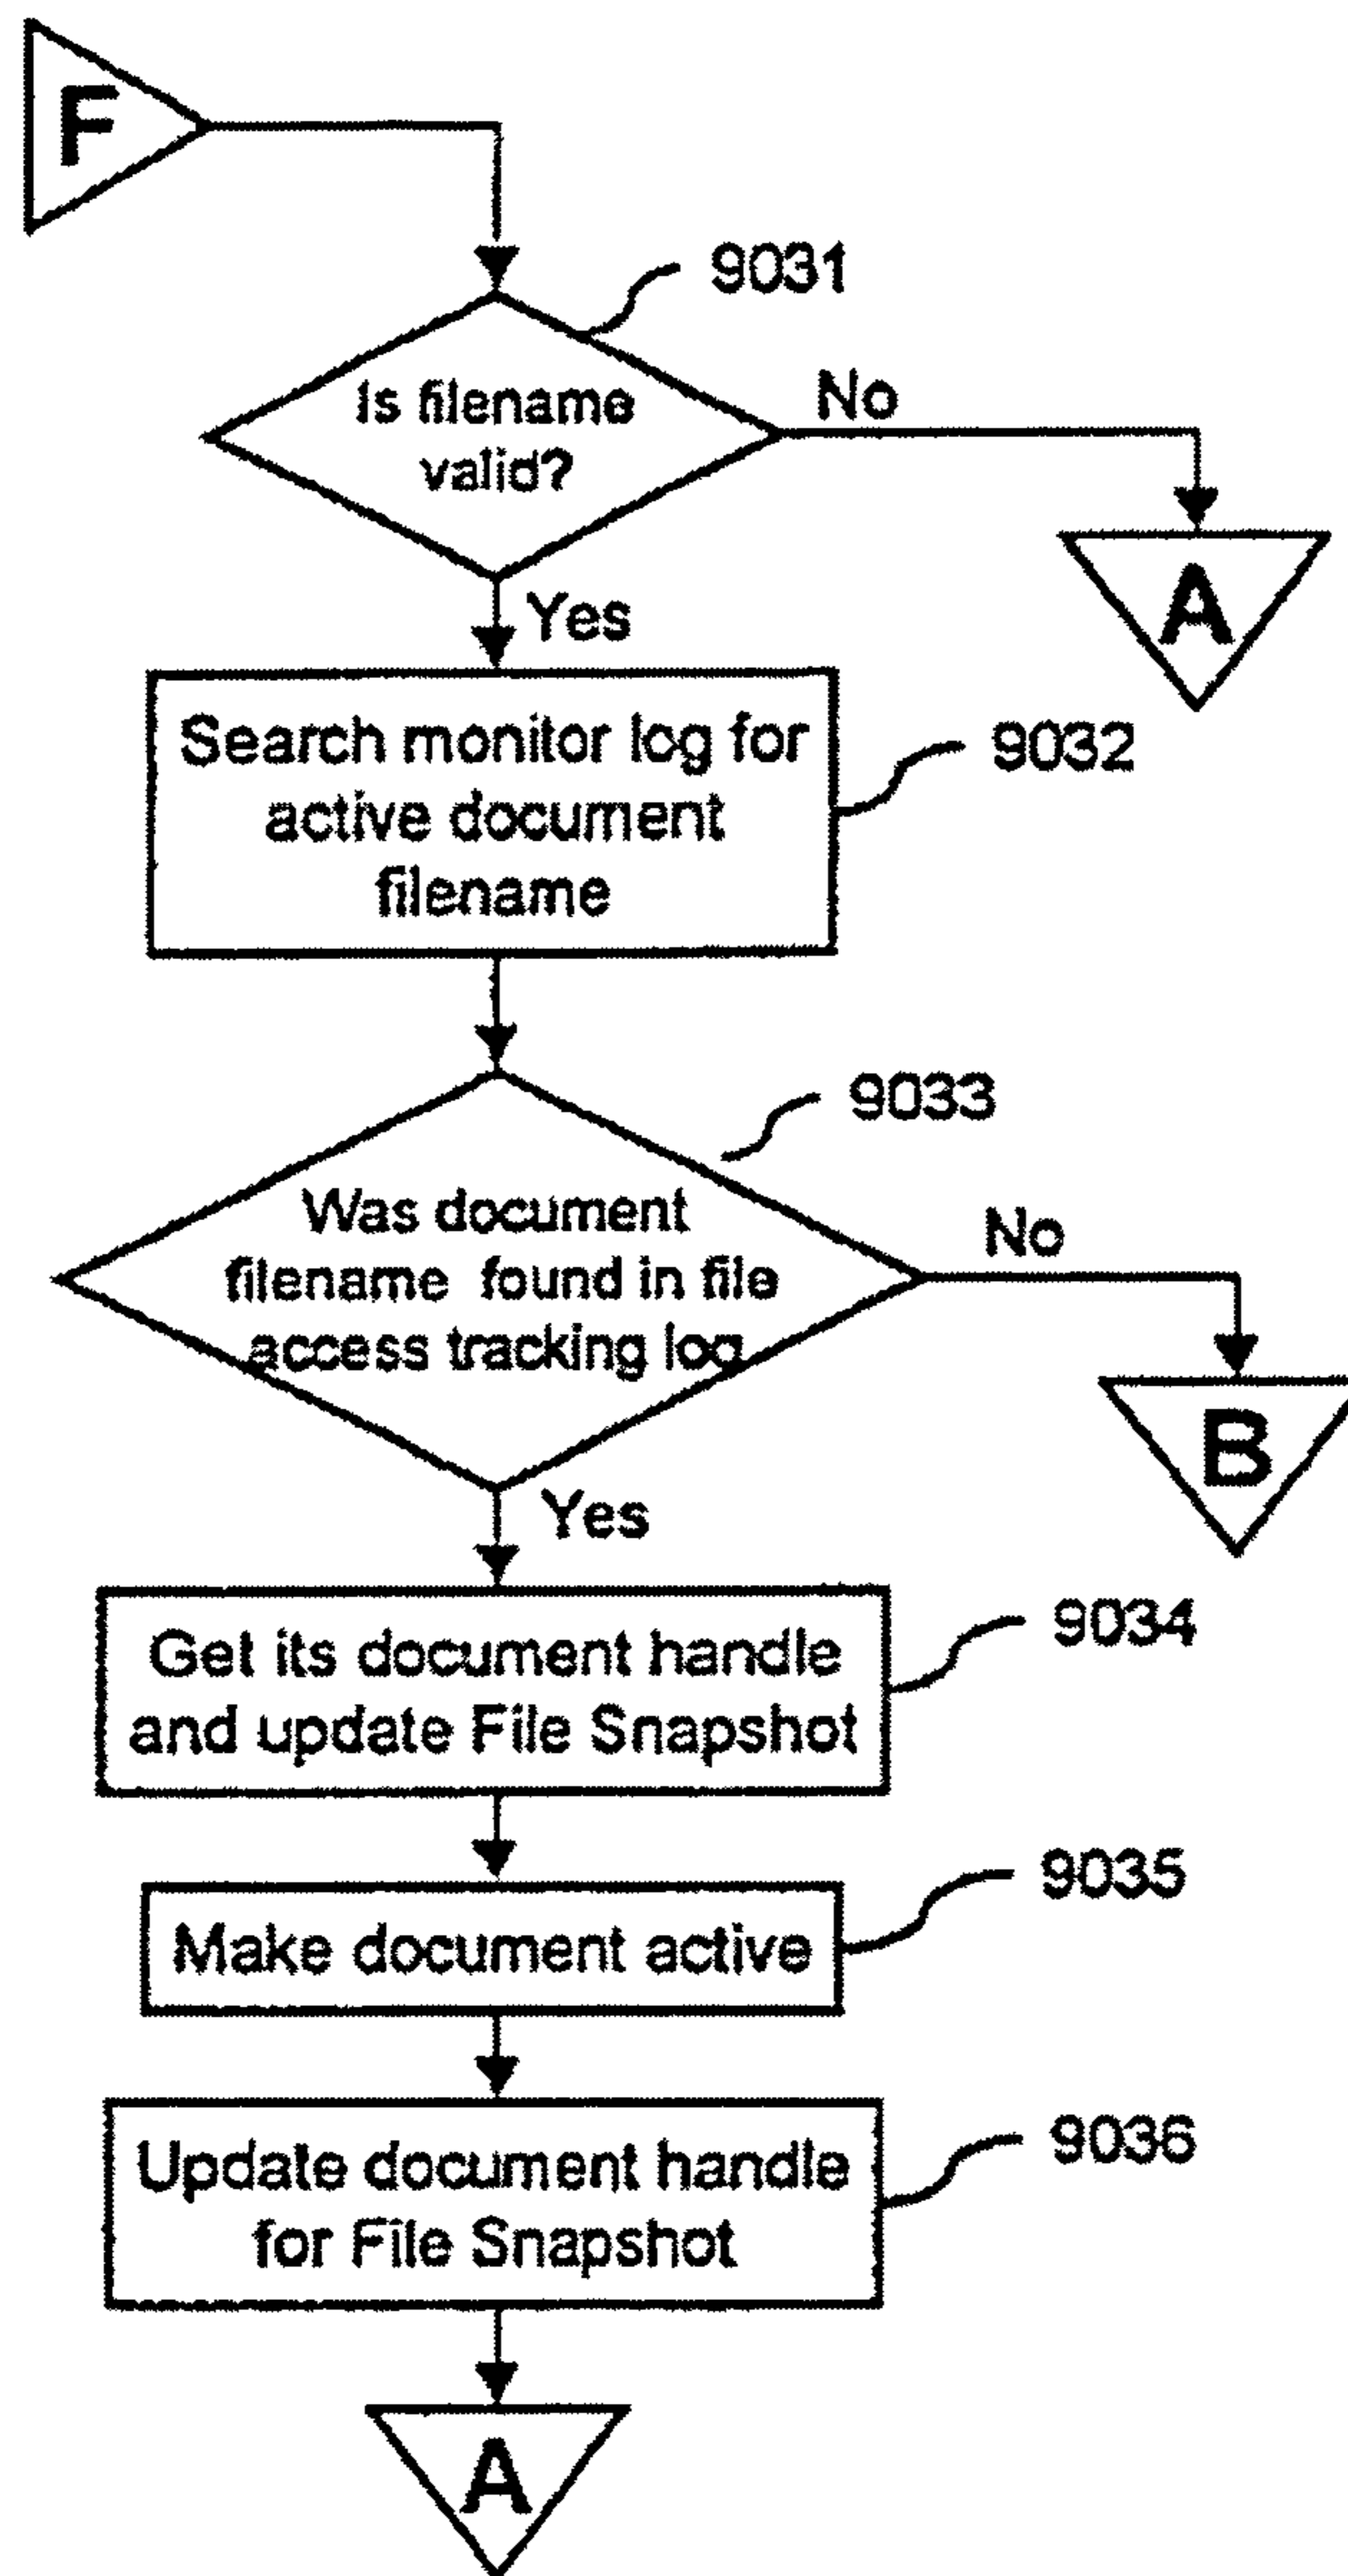 F
9031
Is filename
valid?
No
A
Yes
Search monitor log for
active document
filename
9032
9033
Was document
filename found in file
access tracking log
No
B
Yes
Get its document handle
and update File Snapshot
9034
Make document active
9035
Update document handle
for File Snapshot
9036
A